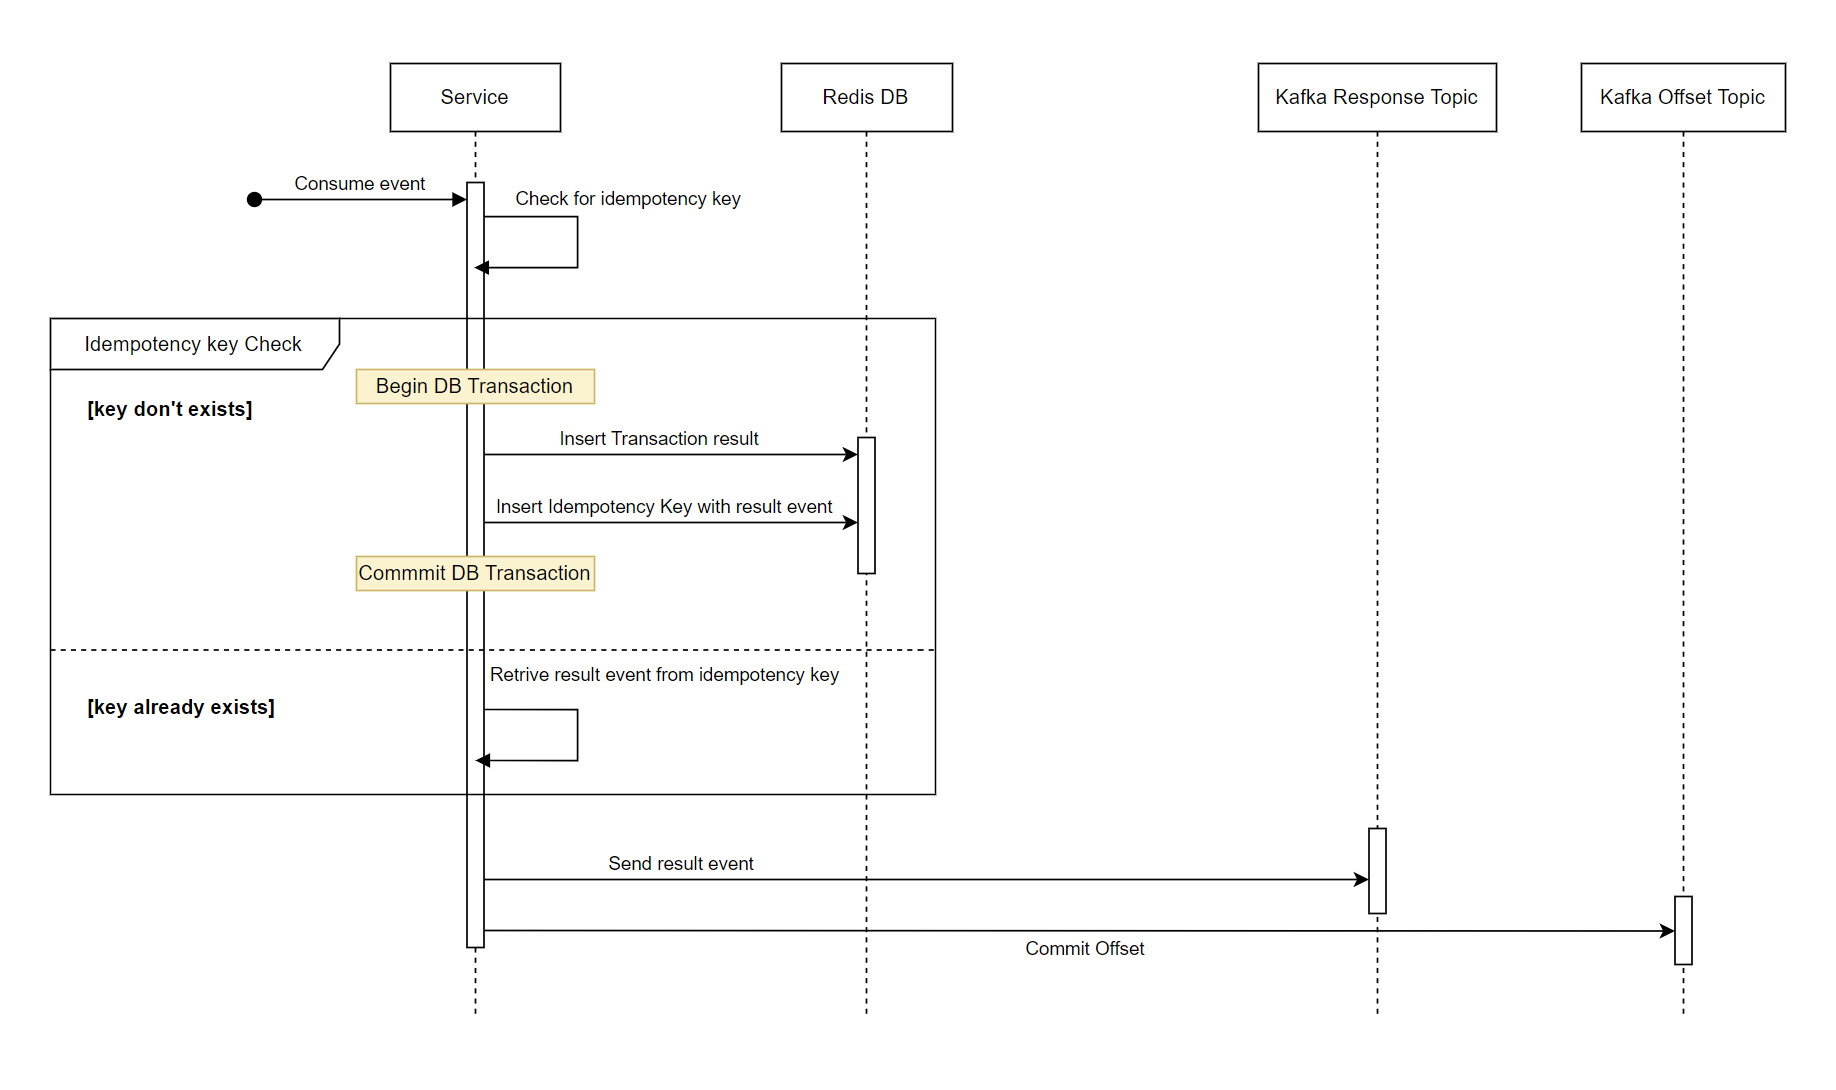 Service
Redis DB
Kafka Response Topic
Kafka Offset Topic
Consume event
Check for idempotency key
Idempotency key Check
Begin DB Transaction
[key don't exists]
Insert Transaction result
Insert Idempotency Key with result event
Commmit DB Transaction
Retrive result event from idempotency key
[key already exists]
Send result event
Commit Offset